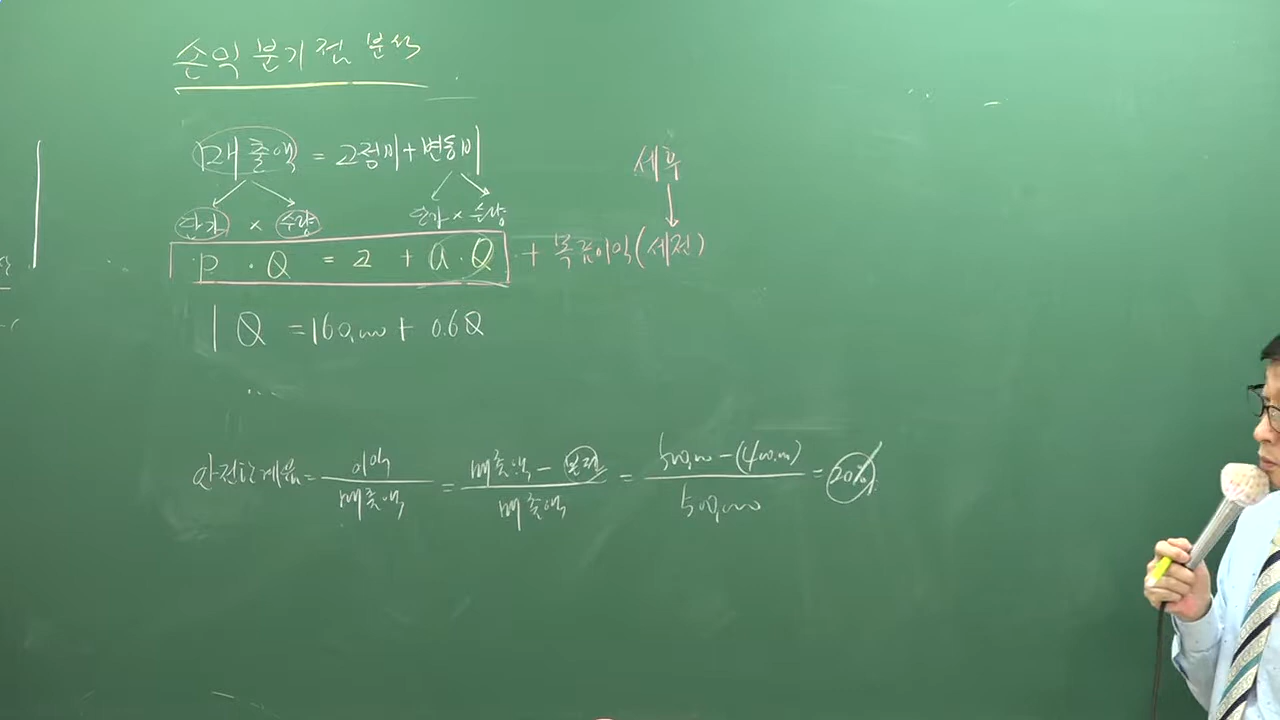 손익분기점 분석
매출액 = 고정비+변동비
단가 × 수량 단가 × 수량
세후
P · Q = 고 + a · Q + 목표이익(세전)
1 Q = 160,000 + 0.6Q
안전한계율 = 이익/매출액 = 매출액 - 분점/매출액 = 500,000 - (400,000)/500,000 = 20%